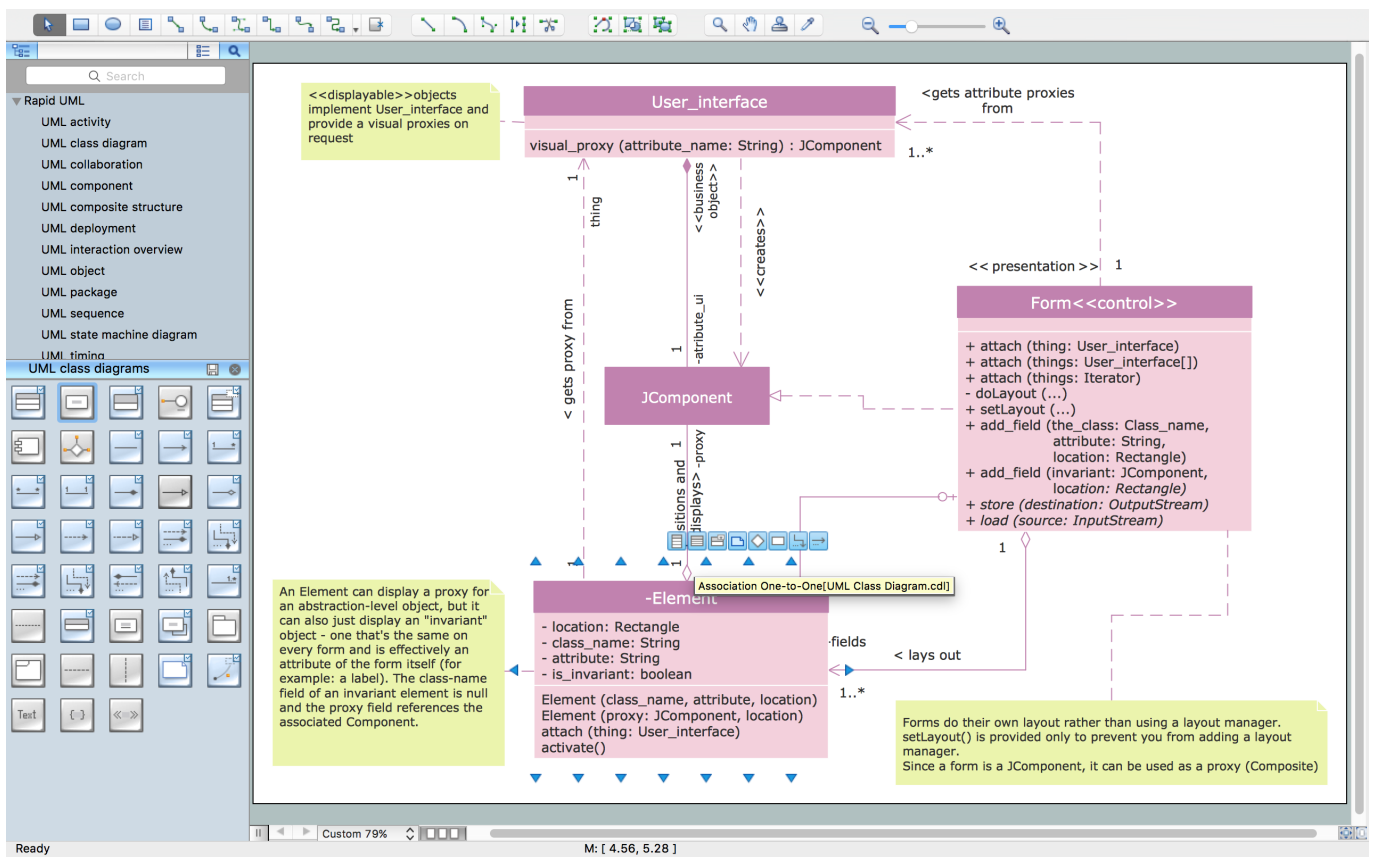 Search
Rapid UML
UML activity
UML class diagram
UML collaboration
UML component
UML composite structure
UML deployment
UML interaction overview
UML object
UML package
UML sequence
UML state machine diagram
UML timing
UML class diagrams
Text
<<displayable>>objects
implement User_interface and
provide a visual proxies on
request
User_interface
visual_proxy (attribute_name: String) : JComponent
<gets attribute proxies
from
1..*
1
thing
< gets proxy from
1
<<business
object>>
-atribute_ui
1
<<creates>>
<< presentation >>
1
Form<<control>>
+ attach (thing: User_interface)
+ attach (things: User_interface[])
+ attach (things: Iterator)
- doLayout (...)
+ setLayout (...)
+ add_field (the_class: Class_name,
attribute: String,
location: Rectangle)
+ add_field (invariant: JComponent,
location: Rectangle)
+ store (destination: OutputStream)
+ load (source: InputStream)
JComponent
1
-proxy
sitions and
displays>
1
1
Association One-to-One[UML Class Diagram.cdl]
-Element
- location: Rectangle
- class_name: String
- attribute: String
- is_invariant: boolean
Element (class_name, attribute, location)
Element (proxy: JComponent, location)
attach (thing: User_interface)
activate()
-fields
< lays out
1..*
An Element can display a proxy for
an abstraction-level object, but it
can also just display an "invariant"
object - one that's the same on
every form and is effectively an
attribute of the form itself (for
example: a label). The class-name
field of an invariant element is null
and the proxy field references the
associated Component.
Forms do their own layout rather than using a layout manager.
setLayout() is provided only to prevent you from adding a layout
manager.
Since a form is a JComponent, it can be used as a proxy (Composite)
Custom 79%
Ready
M: [ 4.56, 5.28 ]